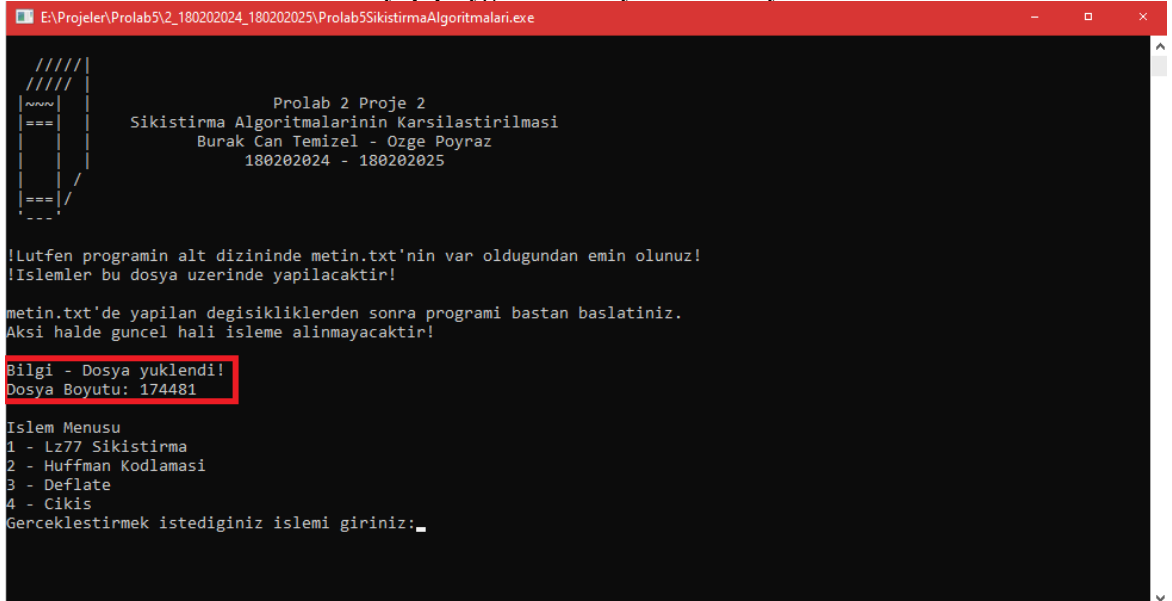 E:\Projeler\Prolab5\2_180202024_180202025\Prolab5SikistirmaAlgoritmalari.exe
Prolab 2 Proje 2
Sikistirma Algoritmalarinin Karsilastirilmasi
Burak Can Temizel - Ozge Poyraz
180202024 - 180202025
!Lutfen programin alt dizininde metin.txt'nin var oldugundan emin olunuz!
!Islemler bu dosya uzerinde yapilacaktir!
metin.txt'de yapilan degisikliklerden sonra programi bastan baslatiniz.
Aksi halde guncel hali isleme alinmayacaktir!
Bilgi - Dosya yuklendi!
Dosya Boyutu: 174481
Islem Menusu
1 - Lz77 Sikistirma
2 - Huffman Kodlamasi
3 - Deflate
4 - Cikis
Gerceklestirmek istediginiz islemi giriniz: